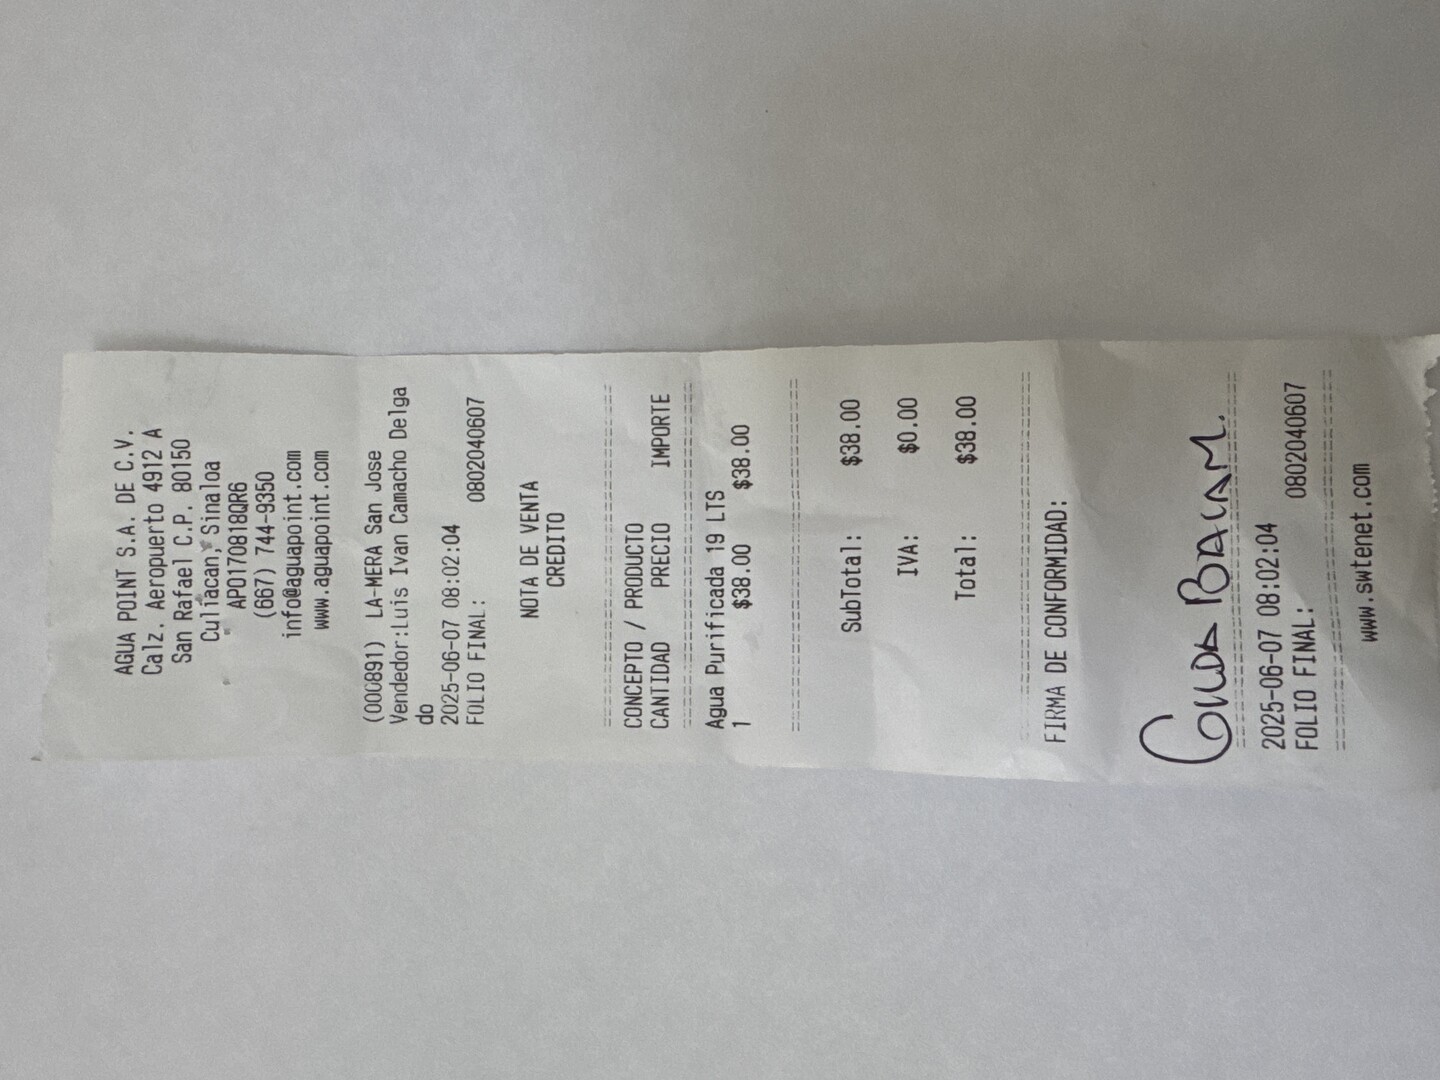 AGUA POINT S.A. DE C.V.
Calz. Aeropuerto 4912 A
San Rafael C.P. 80150
Culiacan, Sinaloa
APO170818QR6
(667) 744-9350
info@aguapoint.com
www.aguapoint.com
(000891) LA-MERA San Jose
Vendedor:Luis Ivan Camacho Delga
do
2025-06-07 08:02:04
FOLIO FINAL: 0802040607
NOTA DE VENTA
CREDITO
CONCEPTO / PRODUCTO
CANTIDAD PRECIO IMPORTE
Agua Purificada 19 LTS
1 $38.00 $38.00
SubTotal: $38.00
IVA: $0.00
Total: $38.00
FIRMA DE CONFORMIDAD:
2025-06-07 08:02:04
FOLIO FINAL: 0802040607
www.swtenet.com